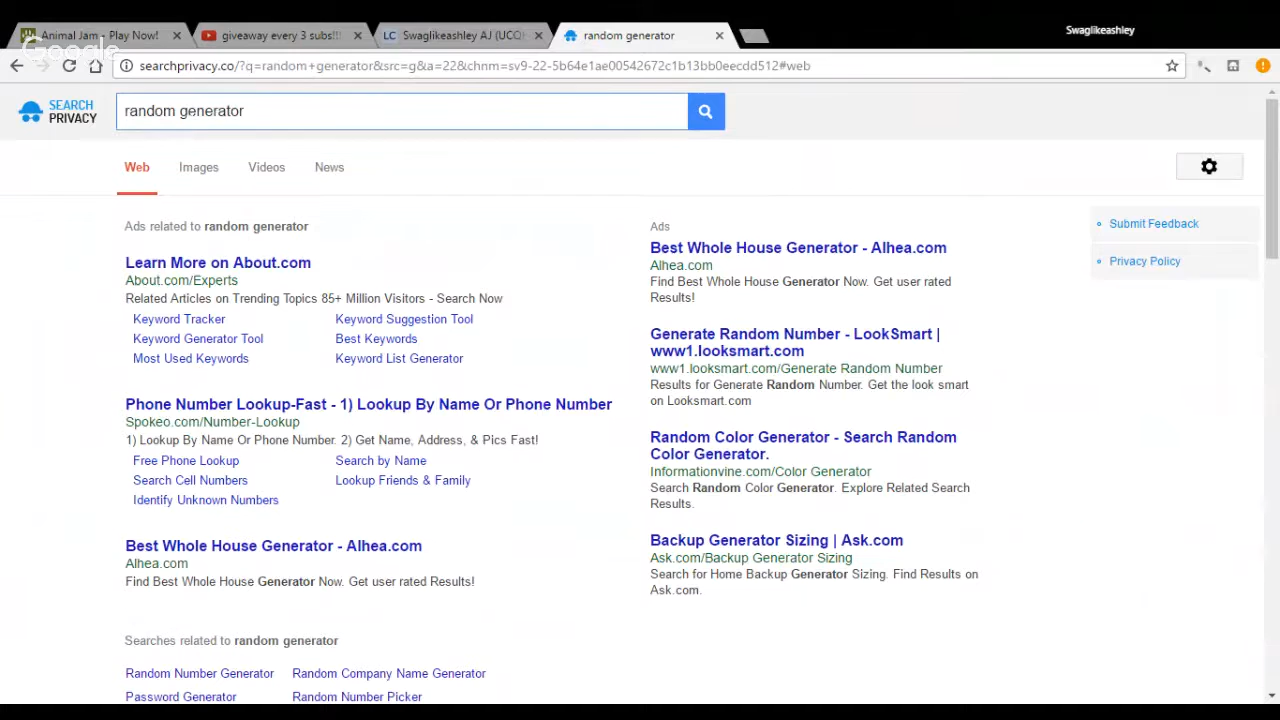 Swaglikeashley
Animal Jam - Play Now!
giveaway every 3 subs!!!
LC Swaglikeashley AJ (UCQ
random generator
Google
searchprivacy.co/?q=random+generator&src=g&a=22&chnm=sv9-22-5b64e1ae00542672c1b13bb0eecdd512#web
SEARCH
PRIVACY
random generator
Web Images Videos News
Ads related to random generator
Learn More on About.com
About.com/Experts
Related Articles on Trending Topics 85+ Million Visitors - Search Now
Keyword Tracker Keyword Suggestion Tool
Keyword Generator Tool Best Keywords
Most Used Keywords Keyword List Generator
Phone Number Lookup-Fast - 1) Lookup By Name Or Phone Number
Spokeo.com/Number-Lookup
1) Lookup By Name Or Phone Number. 2) Get Name, Address, & Pics Fast!
Free Phone Lookup Search by Name
Search Cell Numbers Lookup Friends & Family
Identify Unknown Numbers
Best Whole House Generator - Alhea.com
Alhea.com
Find Best Whole House Generator Now. Get user rated Results!
Searches related to random generator
Random Number Generator Random Company Name Generator
Password Generator Random Number Picker
Ads
Best Whole House Generator - Alhea.com
Alhea.com
Find Best Whole House Generator Now. Get user rated
Results!
Generate Random Number - LookSmart |
www1.looksmart.com
www1.looksmart.com/Generate Random Number
Results for Generate Random Number. Get the look smart
on Looksmart.com
Random Color Generator - Search Random
Color Generator.
Informationvine.com/Color Generator
Search Random Color Generator. Explore Related Search
Results.
Backup Generator Sizing | Ask.com
Ask.com/Backup Generator Sizing
Search for Home Backup Generator Sizing. Find Results on
Ask.com.
Submit Feedback
Privacy Policy